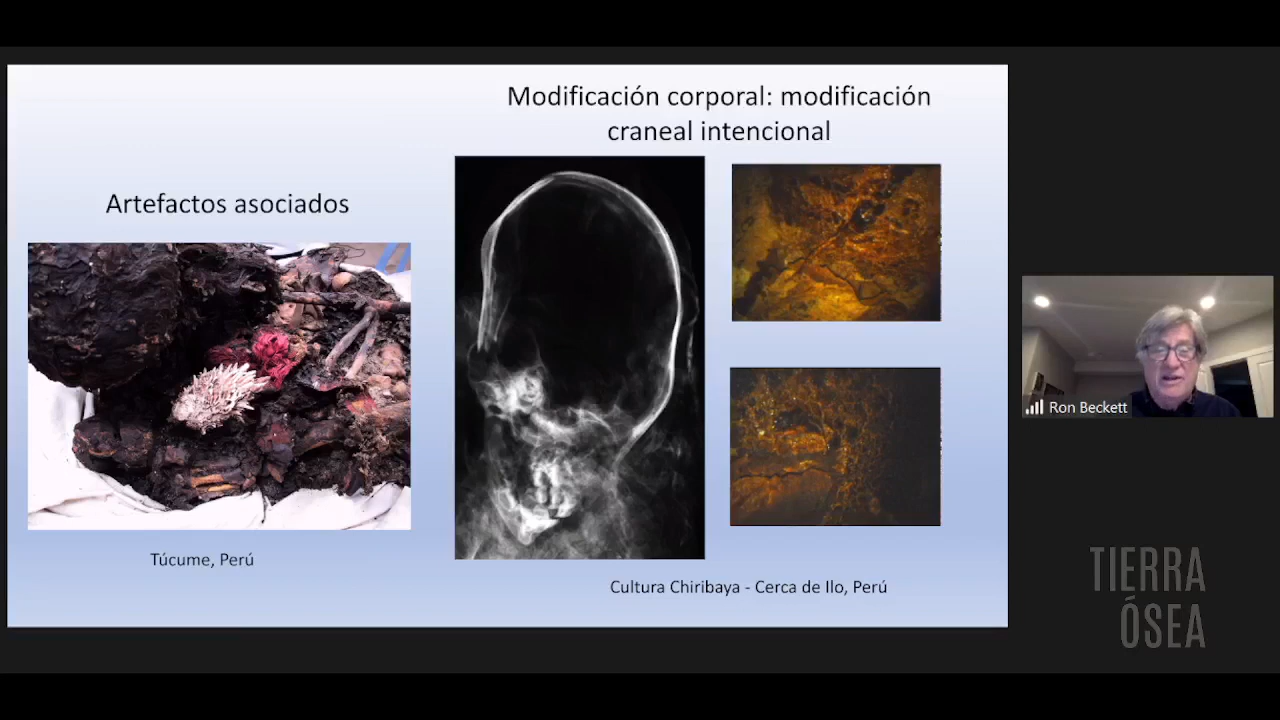 Modificación corporal: modificación
craneal intencional
Artefactos asociados
Túcume, Perú
Cultura Chiribaya - Cerca de Ilo, Perú
Ron Beckett
TIERRA
ÓSEA